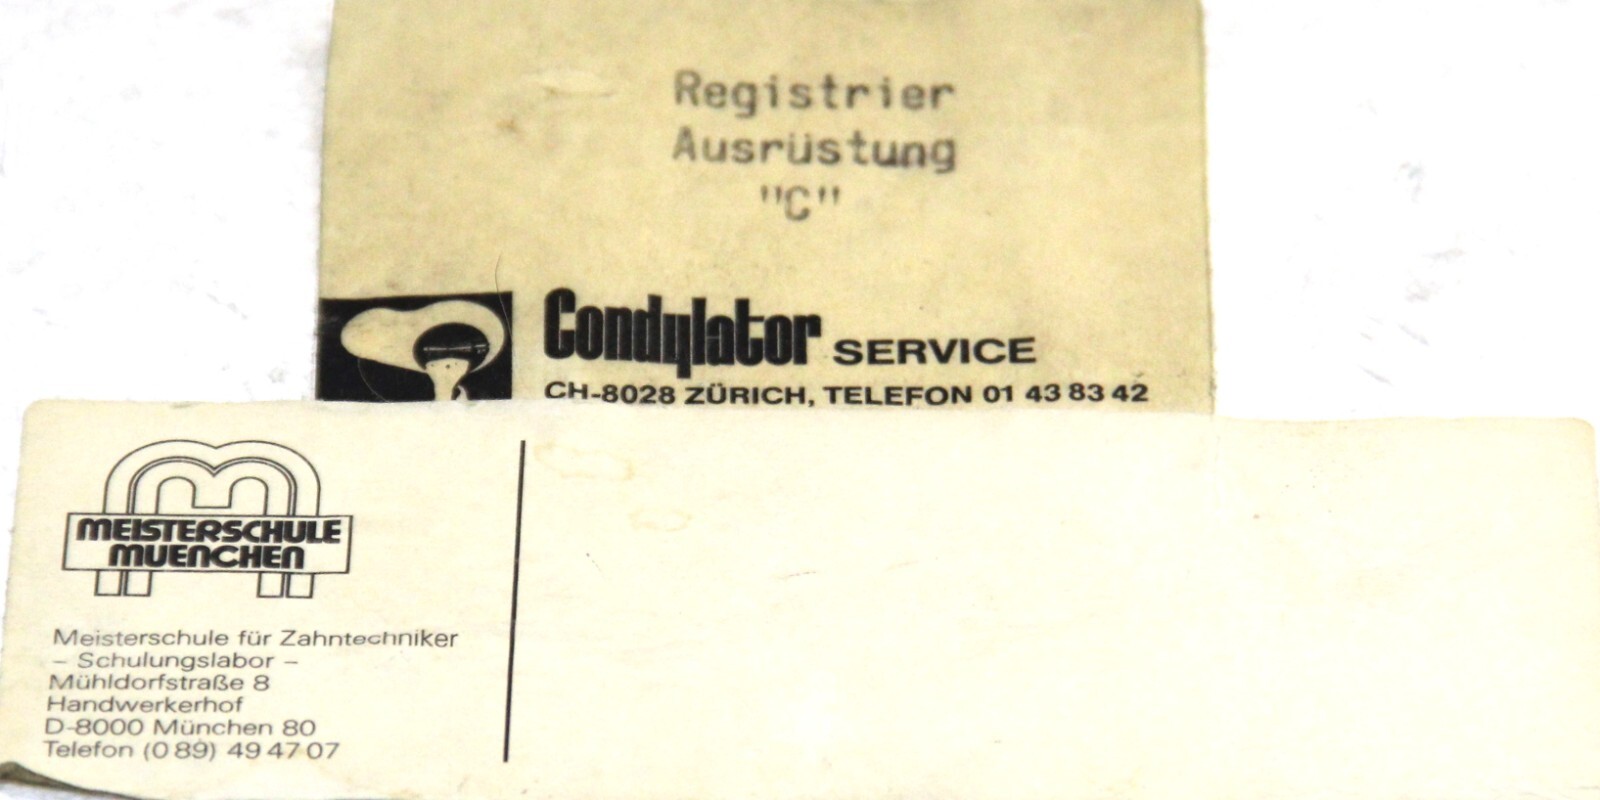 Registrier
Ausrüstung
"C"
Condylator SERVICE
CH-8028 ZÜRICH, TELEFON 01 43 83 42
MEISTERSCHULE
MUENCHEN
Meisterschule für Zahntechniker
– Schulungslabor –
Mühldorfstraße 8
Handwerkerhof
D-8000 München 80
Telefon (0 89) 49 47 07